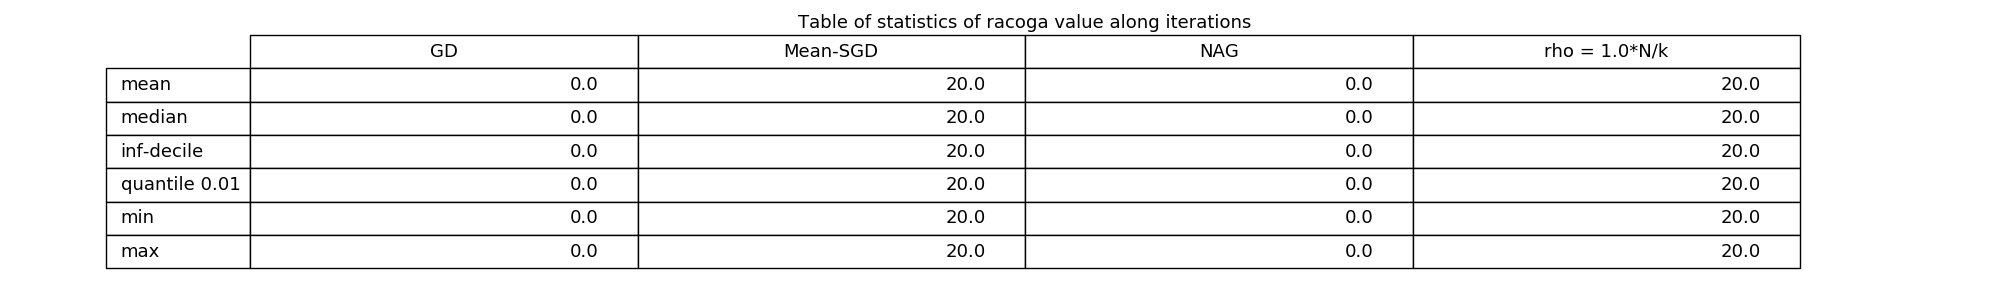 Table of statistics of racoga value along iterations
GD Mean-SGD NAG rho = 1.0*N/k
mean 0.0 20.0 0.0 20.0
median 0.0 20.0 0.0 20.0
inf-decile 0.0 20.0 0.0 20.0
quantile 0.01 0.0 20.0 0.0 20.0
min 0.0 20.0 0.0 20.0
max 0.0 20.0 0.0 20.0